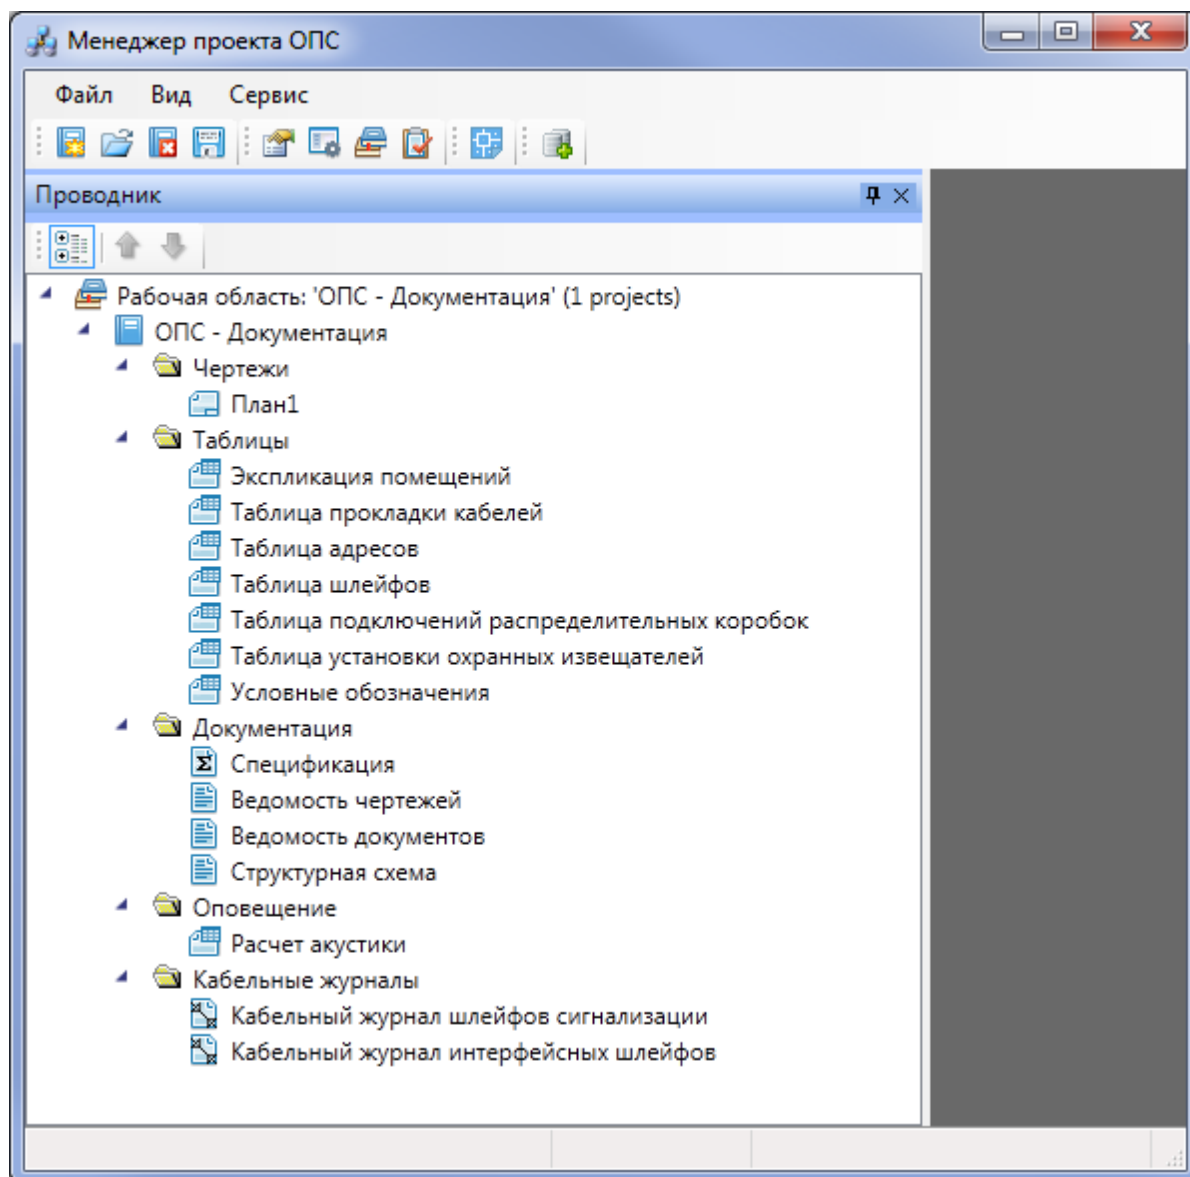 Менеджер проекта ОПС
Файл Вид Сервис
Проводник
Рабочая область: 'ОПС - Документация' (1 projects)
ОПС - Документация
Чертежи
План1
Таблицы
Экспликация помещений
Таблица прокладки кабелей
Таблица адресов
Таблица шлейфов
Таблица подключений распределительных коробок
Таблица установки охранных извещателей
Условные обозначения
Документация
Спецификация
Ведомость чертежей
Ведомость документов
Структурная схема
Оповещение
Расчет акустики
Кабельные журналы
Кабельный журнал шлейфов сигнализации
Кабельный журнал интерфейсных шлейфов